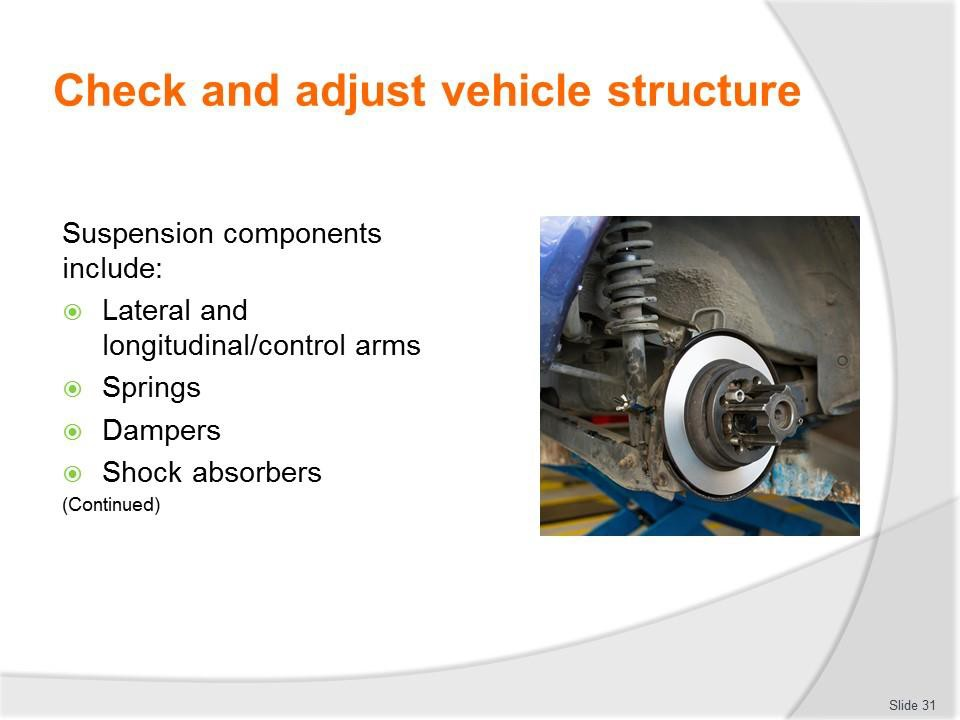 Check and adjust vehicle structure
Suspension components
include:
Lateral and
longitudinal/control arms
Springs
Dampers
Shock absorbers
(Continued)
Slide 31